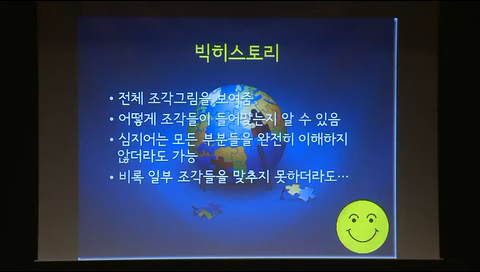 빅히스토리
• 전체 조각그림을 보여줌
• 어떻게 조각들이 들어맞는지 알 수 있음
• 심지어는 모든 부분들을 완전히 이해하지
않더라도 가능
• 비록 일부 조각들을 맞추지 못하더라도…